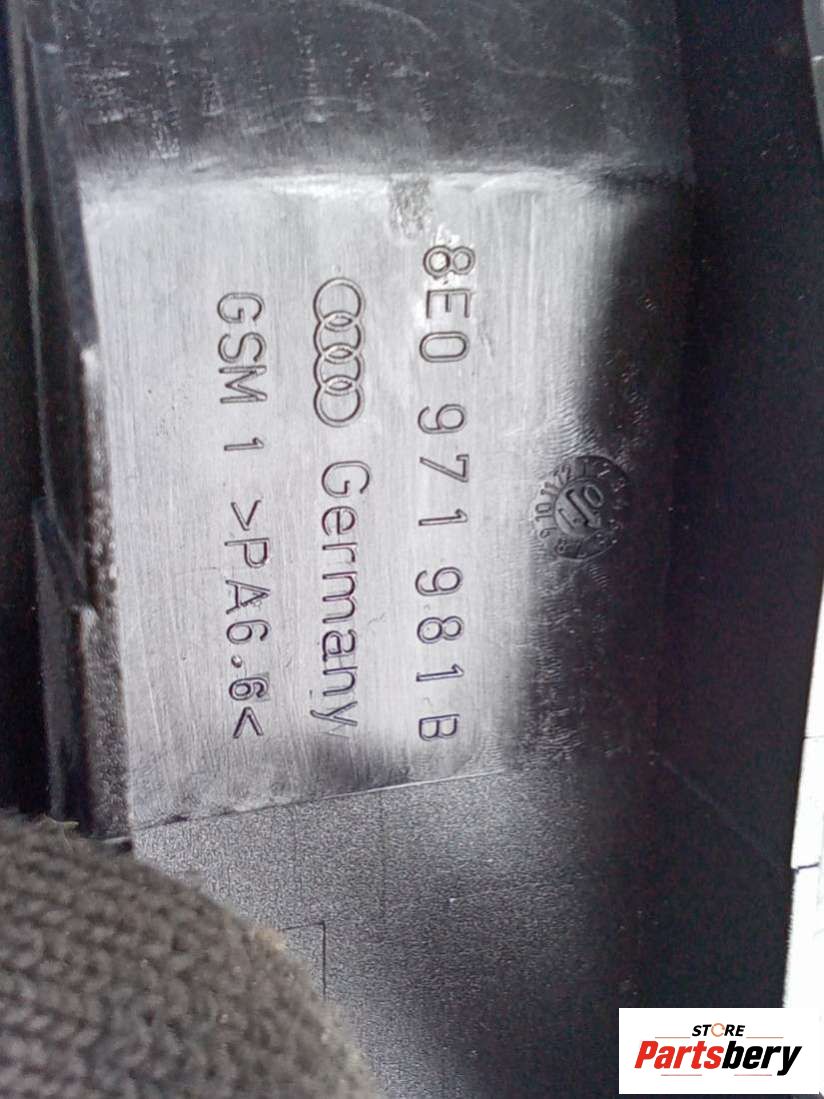 8E0 971 981 B
Germany
GSM 1 >PA6.6<
STORE
Partsbery